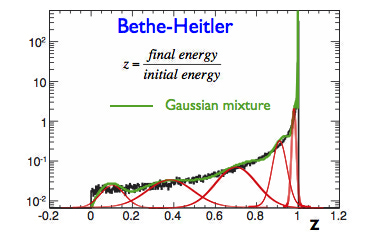 Bethe-Heitler
z = final energy / initial energy
Gaussian mixture
10²
10
1
10⁻¹
10⁻²
-0.2 0 0.2 0.4 0.6 0.8 1 1.2
z